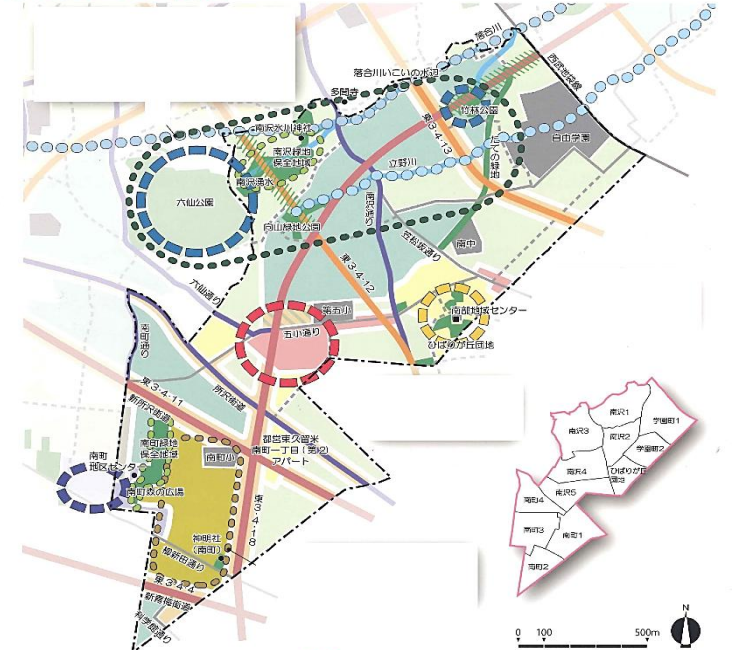 落合川
西武池袋線
落合川いこいの水辺
多聞寺
竹林公園
南沢氷川神社
東3・4・13
自由学園
南沢緑地
保全地域
たての緑地
立野川
南沢湧水
六仙公園
南沢通り
向山緑地公園
笠松坂通り
南中
東3・4・12
六仙通り
第五小
南部地域センター
五小通り
ひばりが丘団地
南町通り
所沢街道
東3・4・11
新所沢街道
都営東久留米
南町一丁目(第2)
アパート
南町緑地
保全地域
南町小
南町
地区センター
南町森の広場
東3・4・18
神明社
(南町)
柳新田通り
東3・4・4
新青梅街道
科学館通り
南沢1
南沢3
学園町1
南沢2
学園町2
南沢4
ひばりが丘
団地
南沢5
南町4
南町3
南町1
南町2
N
0 100 500m